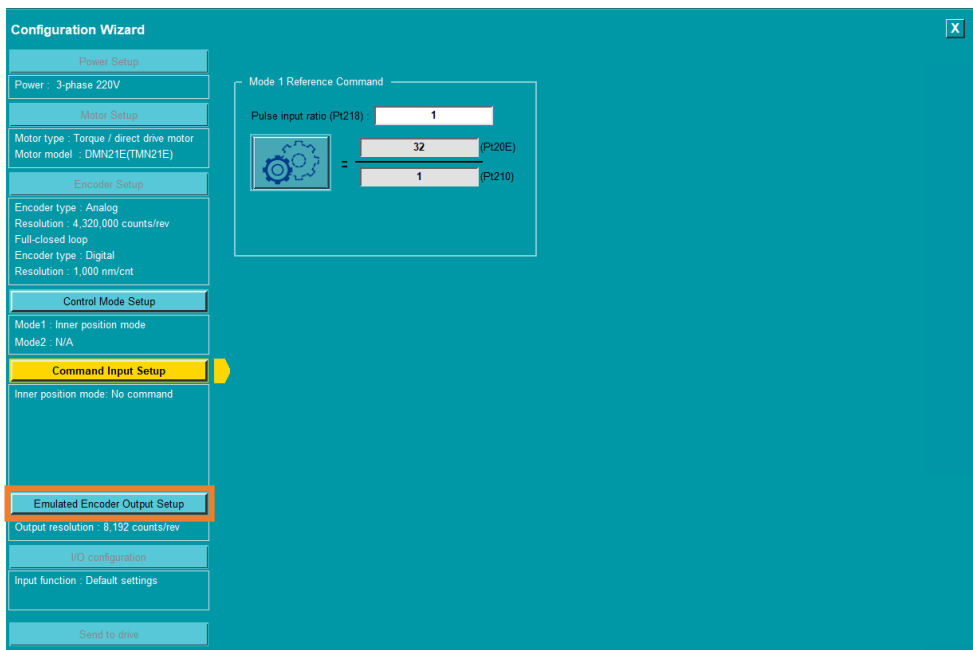 Configuration Wizard
X
Power Setup
Power : 3-phase 220V
Motor Setup
Motor type : Torque / direct drive motor
Motor model : DMN21E(TMN21E)
Encoder Setup
Encoder type : Analog
Resolution : 4,320,000 counts/rev
Full-closed loop
Encoder type : Digital
Resolution : 1,000 nm/cnt
Control Mode Setup
Mode1 : Inner position mode
Mode2 : N/A
Command Input Setup
Inner position mode: No command
Emulated Encoder Output Setup
Output resolution : 8,192 counts/rev
I/O configuration
Input function : Default settings
Send to drive
Mode 1 Reference Command
Pulse input ratio (Pt218) : 1
= 32 (Pt20E)
1 (Pt210)